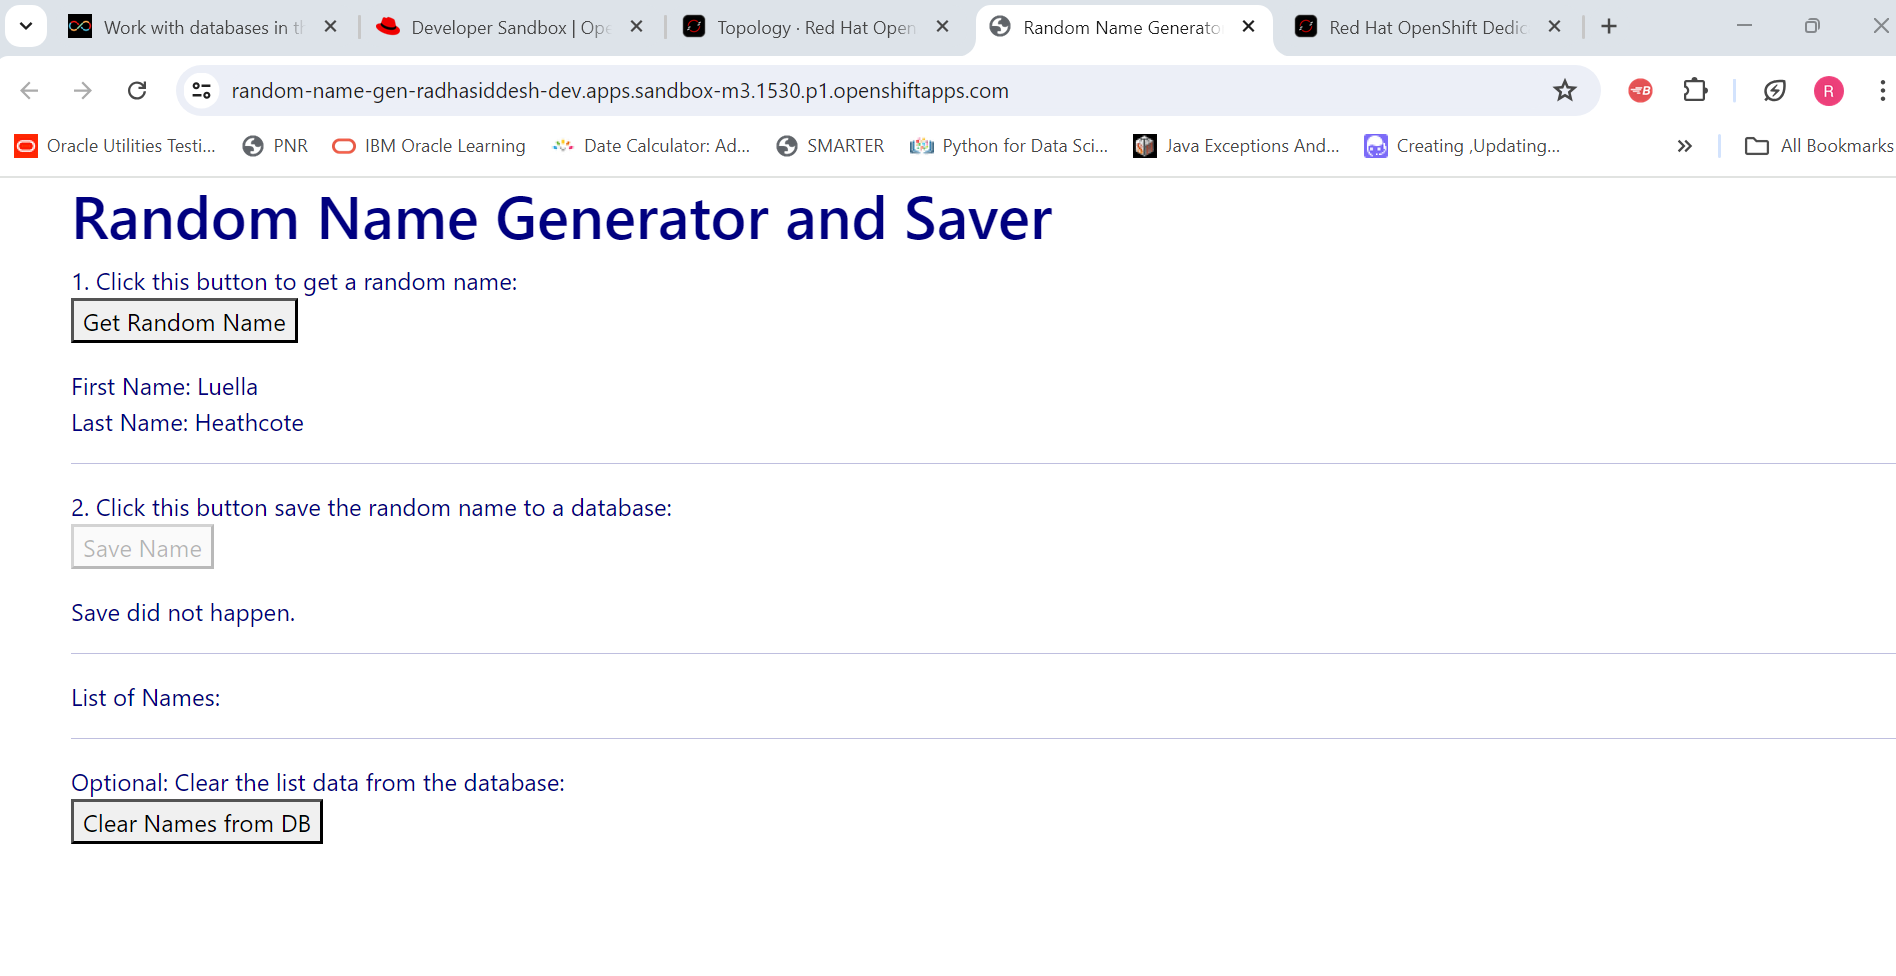 Work with databases in th
Developer Sandbox | Ope
Topology · Red Hat Open
Random Name Generato
Red Hat OpenShift Dedic
random-name-gen-radhasiddesh-dev.apps.sandbox-m3.1530.p1.openshiftapps.com
B
R
Oracle Utilities Testi...
PNR
IBM Oracle Learning
Date Calculator: Ad...
SMARTER
Python for Data Sci...
Java Exceptions And...
Creating ,Updating...
All Bookmarks
Random Name Generator and Saver
1. Click this button to get a random name:
Get Random Name
First Name: Luella
Last Name: Heathcote
2. Click this button save the random name to a database:
Save Name
Save did not happen.
List of Names:
Optional: Clear the list data from the database:
Clear Names from DB